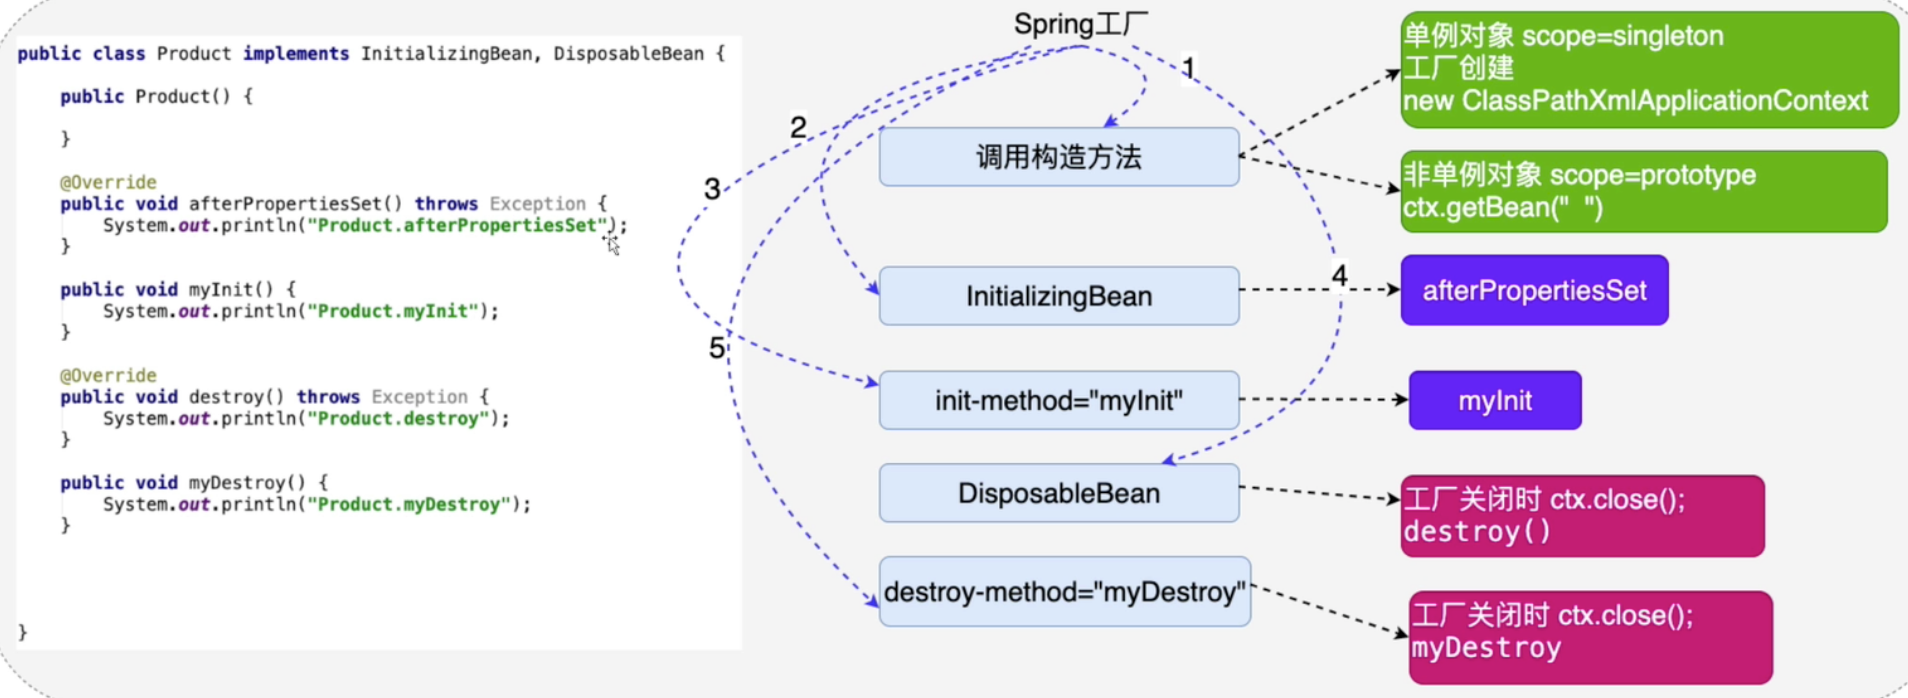 public class Product implements InitializingBean, DisposableBean {
public Product() {
}
@Override
public void afterPropertiesSet() throws Exception {
System.out.println("Product.afterPropertiesSet");
}
public void myInit() {
System.out.println("Product.myInit");
}
@Override
public void destroy() throws Exception {
System.out.println("Product.destroy");
}
public void myDestroy() {
System.out.println("Product.myDestroy");
}
}
Spring工厂
1
2
3
4
5
调用构造方法
InitializingBean
init-method="myInit"
DisposableBean
destroy-method="myDestroy"
单例对象 scope=singleton
工厂创建
new ClassPathXmlApplicationContext
非单例对象 scope=prototype
ctx.getBean(" ")
afterPropertiesSet
myInit
工厂关闭时 ctx.close();
destroy()
工厂关闭时 ctx.close();
myDestroy